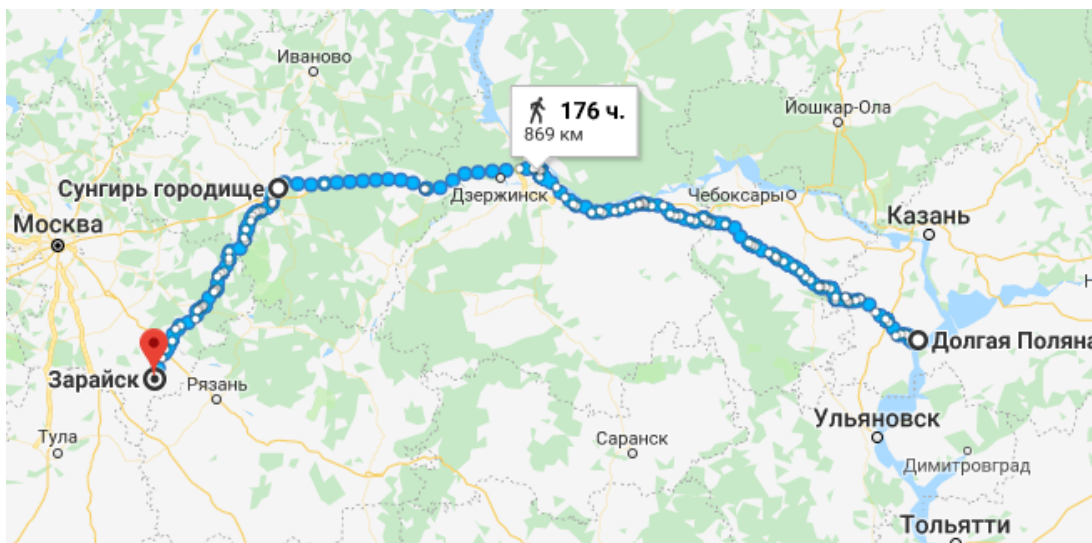 Иваново
176 ч.
869 км
Йошкар-Ола
Сунгирь городище
Дзержинск
Чебоксары
Москва
Казань
Н
Долгая Поляна
Зарайск
Рязань
Ульяновск
Тула
Саранск
Димитровград
Тольятти